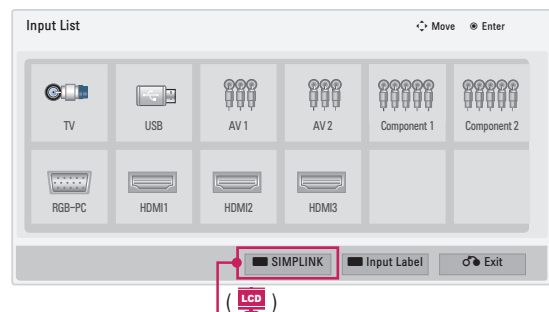 Input List
Move Enter
TV USB AV 1 AV 2 Component 1 Component 2
RGB-PC HDMI1 HDMI2 HDMI3
SIMPLINK Input Label Exit
( LCD )